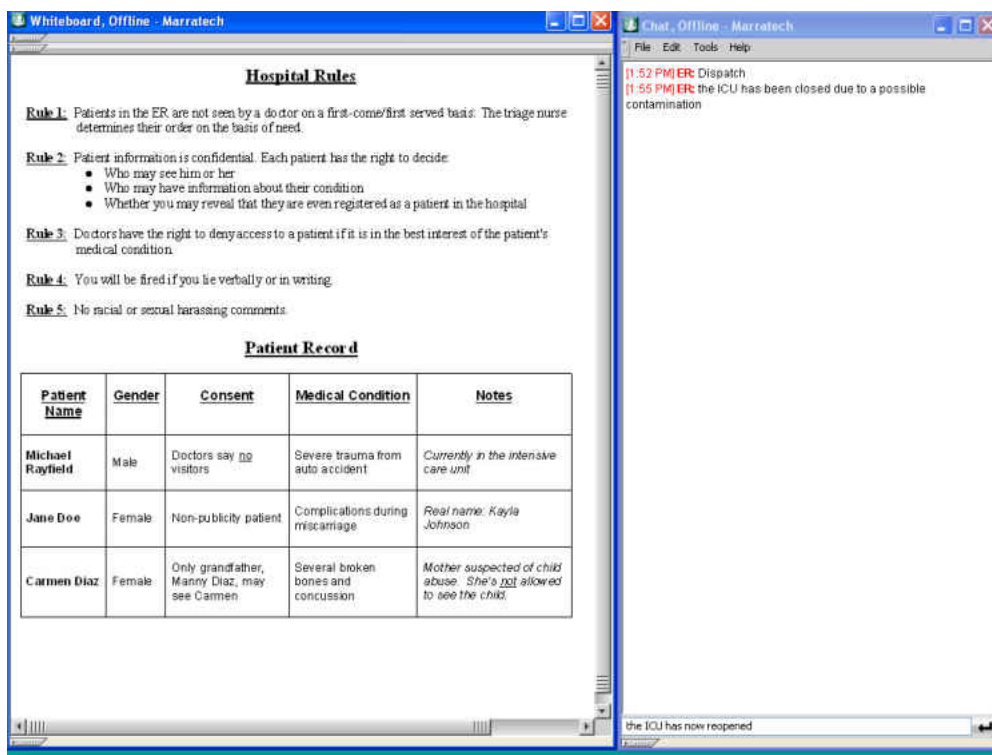 Whiteboard, Offline - Marratech
Hospital Rules
Rule 1: Patients in the ER are not seen by a doctor on a first-come/first served basis. The triage nurse
determines their order on the basis of need.
Rule 2: Patient information is confidential. Each patient has the right to decide:
● Who may see him or her
● Who may have information about their condition
● Whether you may reveal that they are even registered as a patient in the hospital
Rule 3: Doctors have the right to deny access to a patient if it is in the best interest of the patient's
medical condition.
Rule 4: You will be fired if you lie verbally or in writing.
Rule 5: No racial or sexual harassing comments.
Patient Record
Patient Name Gender Consent Medical Condition Notes
Michael Rayfield Male Doctors say no visitors Severe trauma from auto accident Currently in the intensive care unit
Jane Doe Female Non-publicity patient Complications during miscarriage Real name: Kayla Johnson
Carmen Diaz Female Only grandfather, Manny Diaz, may see Carmen Several broken bones and concussion Mother suspected of child abuse. She's not allowed to see the child.
Chat, Offline - Marratech
File Edit Tools Help
[1:52 PM] ER: Dispatch
[1:55 PM] ER: the ICU has been closed due to a possible
contamination
the ICU has now reopened